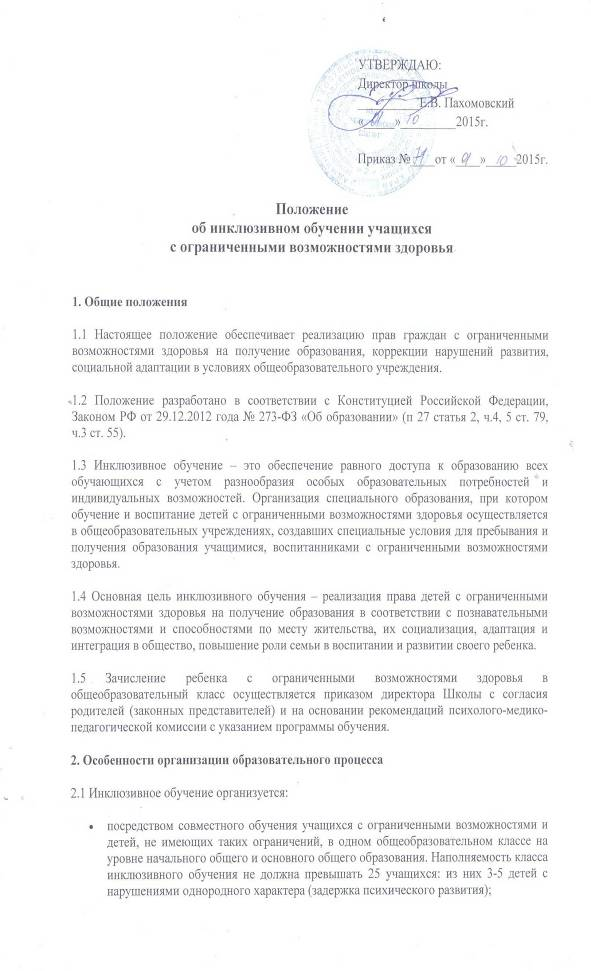 УТВЕРЖДАЮ:
Директор школы
Е.В. Пахомовский
« »  10  2015г.
Приказ № 71 от « » 10 2015г.
Положение
об инклюзивном обучении учащихся
с ограниченными возможностями здоровья
1. Общие положения
1.1 Настоящее положение обеспечивает реализацию прав граждан с ограниченными
возможностями здоровья на получение образования, коррекции нарушений развития,
социальной адаптации в условиях общеобразовательного учреждения.
1.2 Положение разработано в соответствии с Конституцией Российской Федерации,
Законом РФ от 29.12.2012 года № 273-ФЗ «Об образовании» (п 27 статья 2, ч.4, 5 ст. 79,
ч.3 ст. 55).
1.3 Инклюзивное обучение – это обеспечение равного доступа к образованию всех
обучающихся с учетом разнообразия особых образовательных потребностей и
индивидуальных возможностей. Организация специального образования, при котором
обучение и воспитание детей с ограниченными возможностями здоровья осуществляется
в общеобразовательных учреждениях, создавших специальные условия для пребывания и
получения образования учащимися, воспитанниками с ограниченными возможностями
здоровья.
1.4 Основная цель инклюзивного обучения – реализация права детей с ограниченными
возможностями здоровья на получение образования в соответствии с познавательными
возможностями и способностями по месту жительства, их социализация, адаптация и
интеграция в общество, повышение роли семьи в воспитании и развитии своего ребенка.
1.5 Зачисление ребенка с ограниченными возможностями здоровья в
общеобразовательный класс осуществляется приказом директора Школы с согласия
родителей (законных представителей) и на основании рекомендаций психолого-медико-
педагогической комиссии с указанием программы обучения.
2. Особенности организации образовательного процесса
2.1 Инклюзивное обучение организуется:
• посредством совместного обучения учащихся с ограниченными возможностями и
детей, не имеющих таких ограничений, в одном общеобразовательном классе на
уровне начального общего и основного общего образования. Наполняемость класса
инклюзивного обучения не должна превышать 25 учащихся: из них 3-5 детей с
нарушениями однородного характера (задержка психического развития);